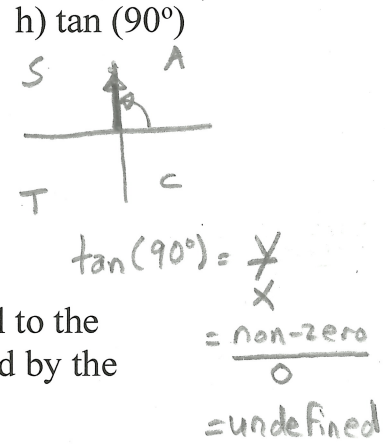 h) tan (90º)
S A
T C
tan(90°) = y
x
l to the
= non-zero
d by the
0
= undefined